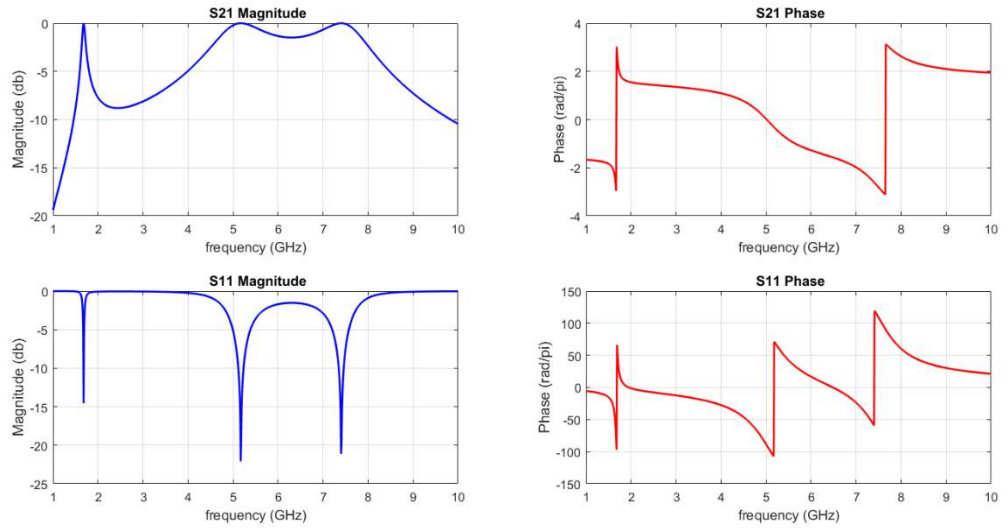 S21 Magnitude
0
-5
-10
-15
-20
Magnitude (db)
1 2 3 4 5 6 7 8 9 10
frequency (GHz)
S21 Phase
4
2
0
-2
-4
Phase (rad/pi)
1 2 3 4 5 6 7 8 9 10
frequency (GHz)
S11 Magnitude
0
-5
-10
-15
-20
-25
Magnitude (db)
1 2 3 4 5 6 7 8 9 10
frequency (GHz)
S11 Phase
150
100
50
0
-50
-100
-150
Phase (rad/pi)
1 2 3 4 5 6 7 8 9 10
frequency (GHz)